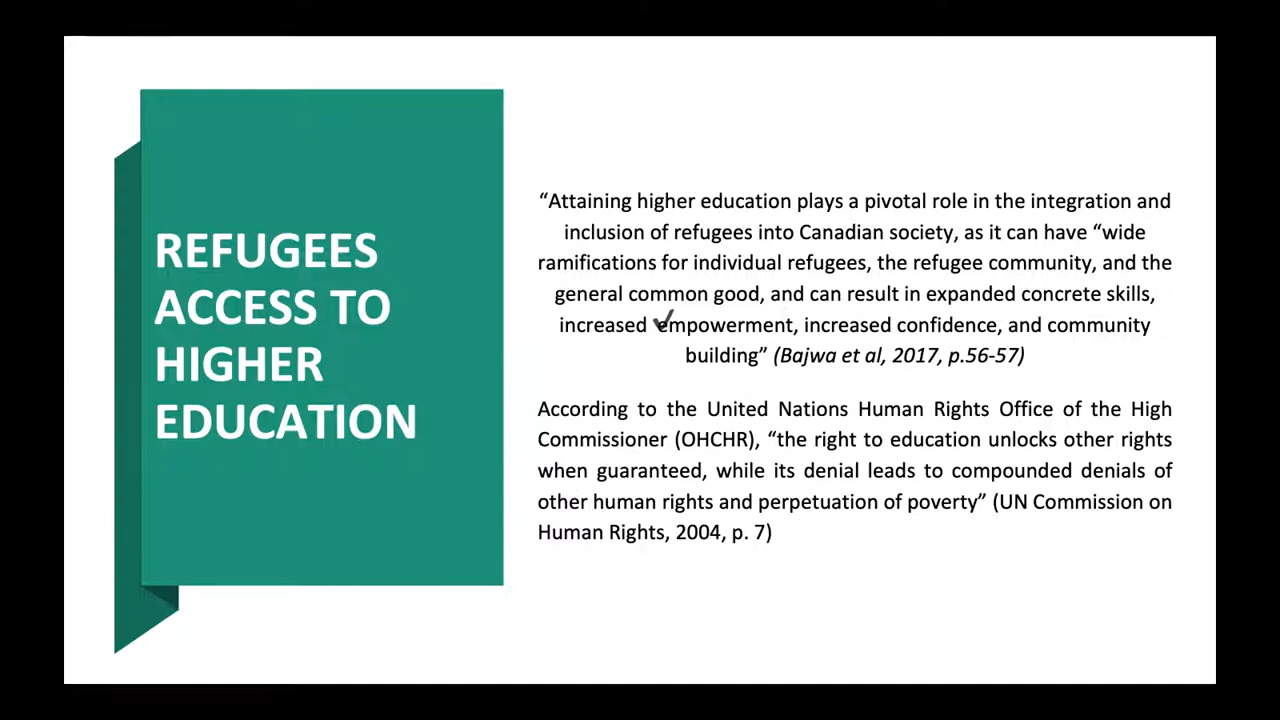 REFUGEES
ACCESS TO
HIGHER
EDUCATION
“Attaining higher education plays a pivotal role in the integration and
inclusion of refugees into Canadian society, as it can have “wide
ramifications for individual refugees, the refugee community, and the
general common good, and can result in expanded concrete skills,
increased empowerment, increased confidence, and community
building” (Bajwa et al, 2017, p.56-57)
According to the United Nations Human Rights Office of the High
Commissioner (OHCHR), “the right to education unlocks other rights
when guaranteed, while its denial leads to compounded denials of
other human rights and perpetuation of poverty” (UN Commission on
Human Rights, 2004, p. 7)